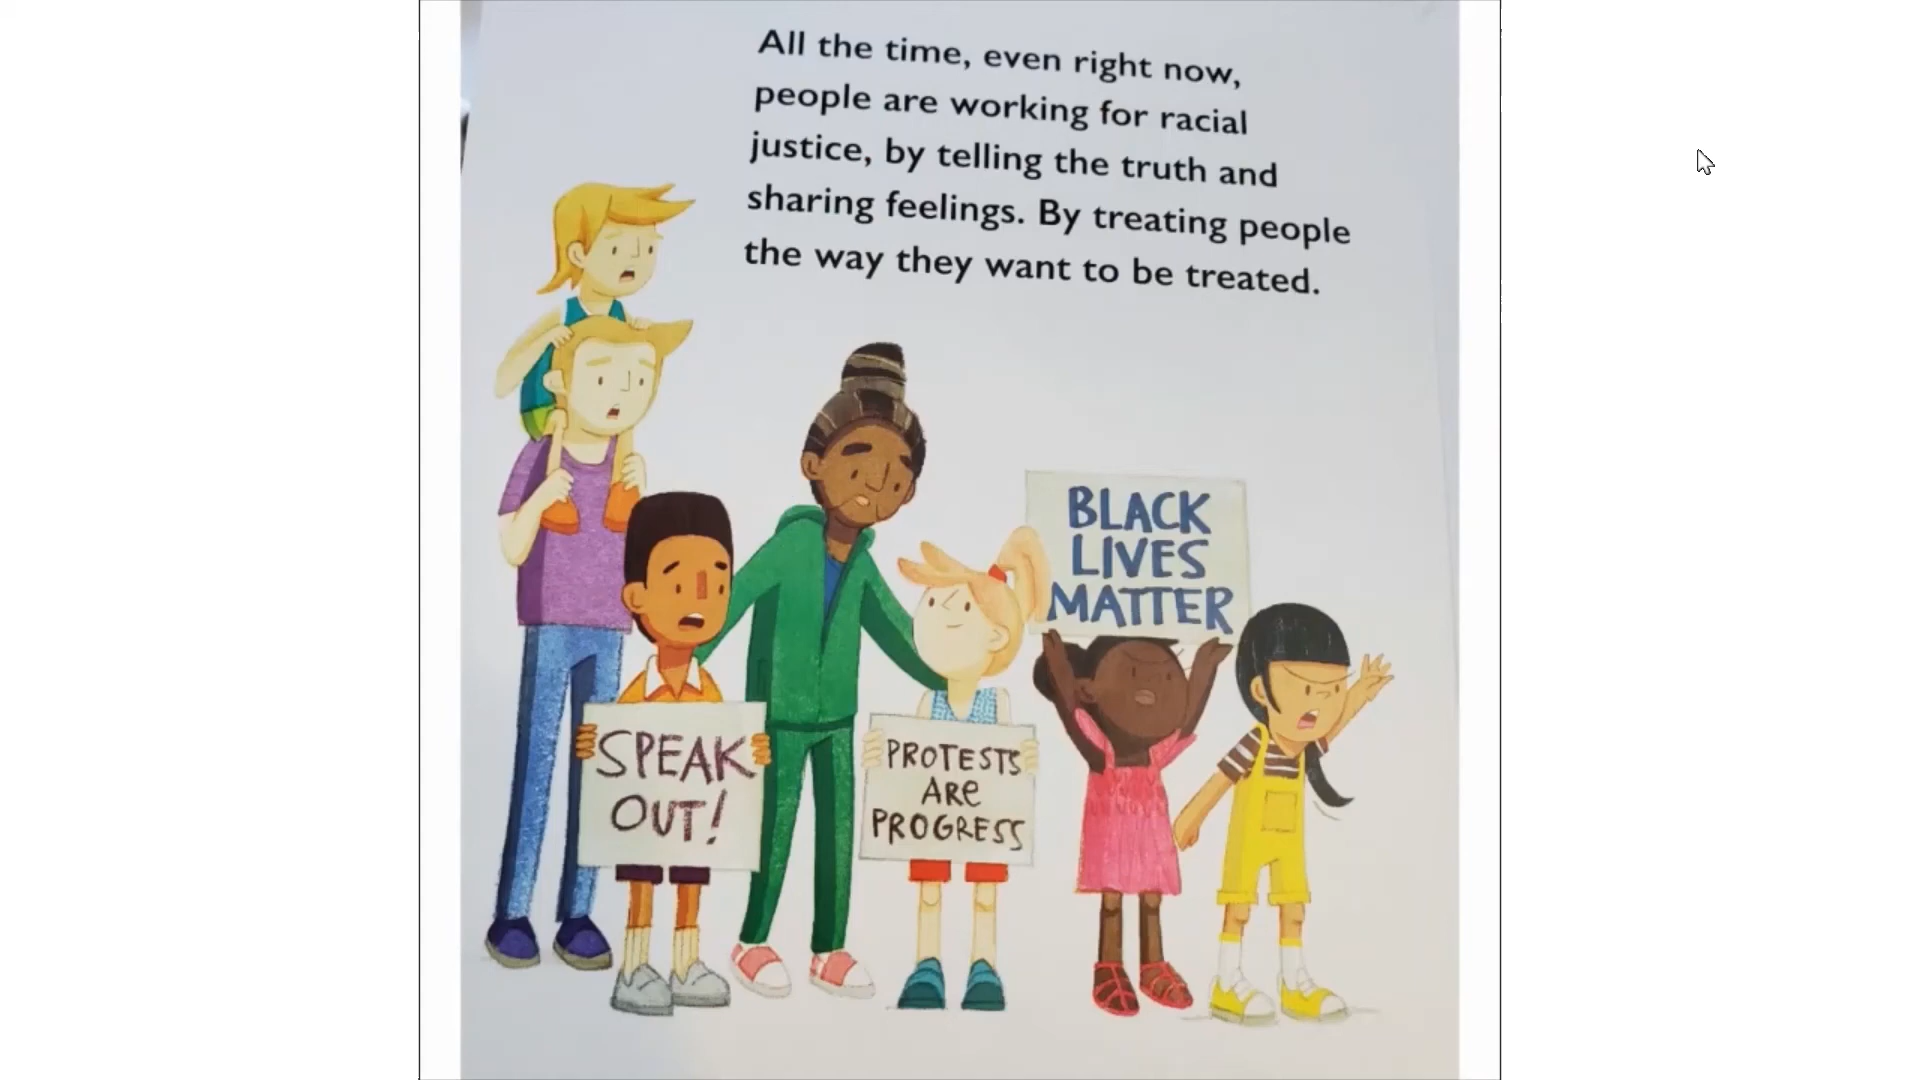 All the time, even right now,
people are working for racial
justice, by telling the truth and
sharing feelings. By treating people
the way they want to be treated.
BLACK
LIVES
MATTER
SPEAK
OUT!
PROTESTS
ARe
PROGRESS